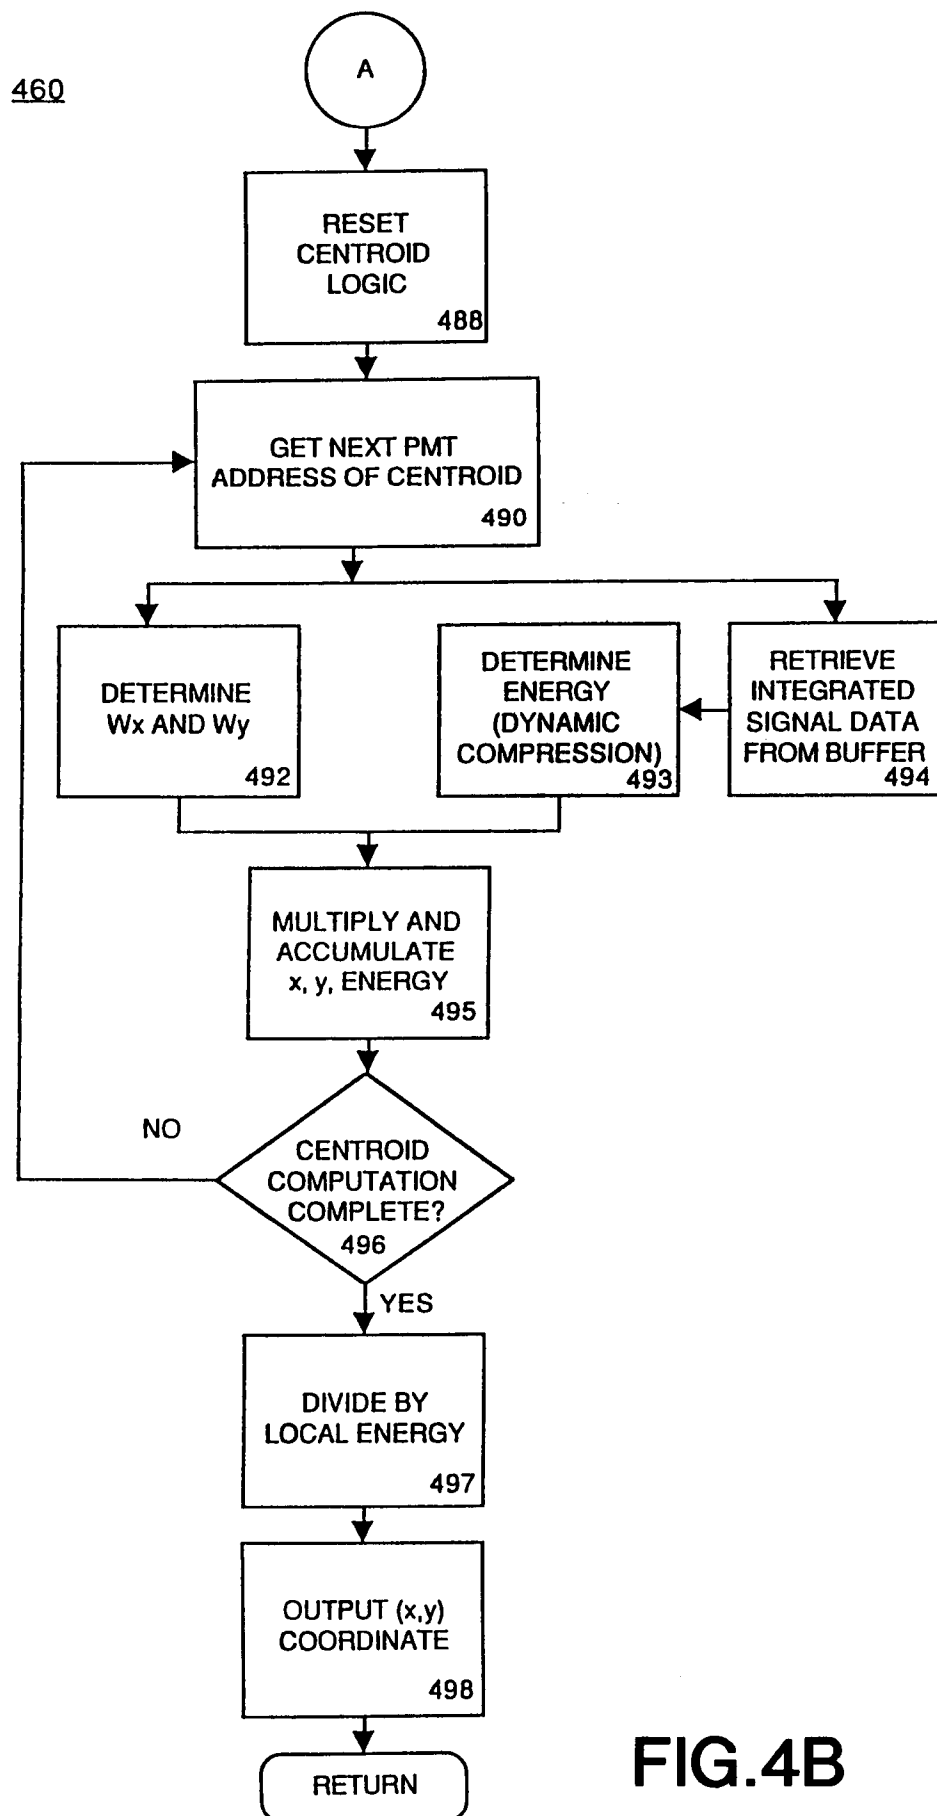 460
A
RESET
CENTROID
LOGIC
488
GET NEXT PMT
ADDRESS OF CENTROID
490
DETERMINE
Wx AND Wy
492
DETERMINE
ENERGY
(DYNAMIC
COMPRESSION)
493
RETRIEVE
INTEGRATED
SIGNAL DATA
FROM BUFFER
494
MULTIPLY AND
ACCUMULATE
x, y, ENERGY
495
NO
CENTROID
COMPUTATION
COMPLETE?
496
YES
DIVIDE BY
LOCAL ENERGY
497
OUTPUT (x,y)
COORDINATE
498
RETURN
FIG.4B